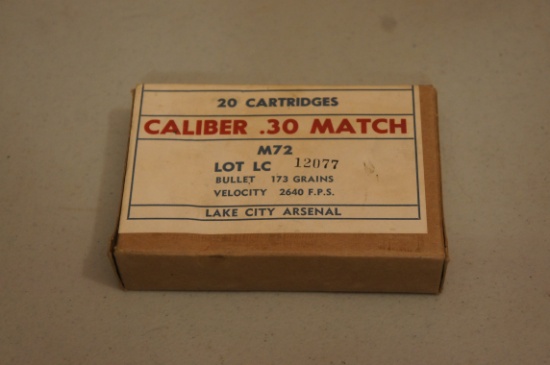 20 CARTRIDGES
CALIBER .30 MATCH
M72
LOT LC 12077
BULLET 173 GRAINS
VELOCITY 2640 F.P.S.
LAKE CITY ARSENAL